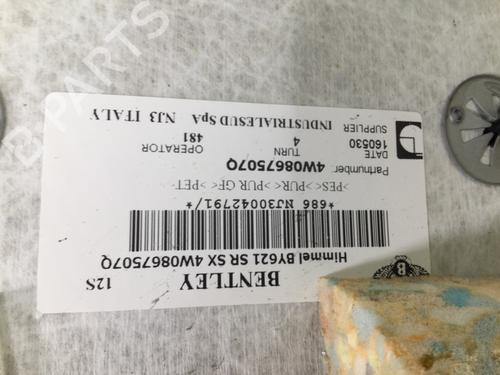 BENTLEY
12S
Himmel BY621 SR SX 4W0867507Q
*686 NJ30042791/*
>PES<>PUR<>PUR GF<>PET<
Partnumber: 4W0867507Q
DATE 160530
TURN 4
OPERATOR 481
SUPPLIER INDUSTRIALESUD SpA NJ3 ITALY
B
B PARTS